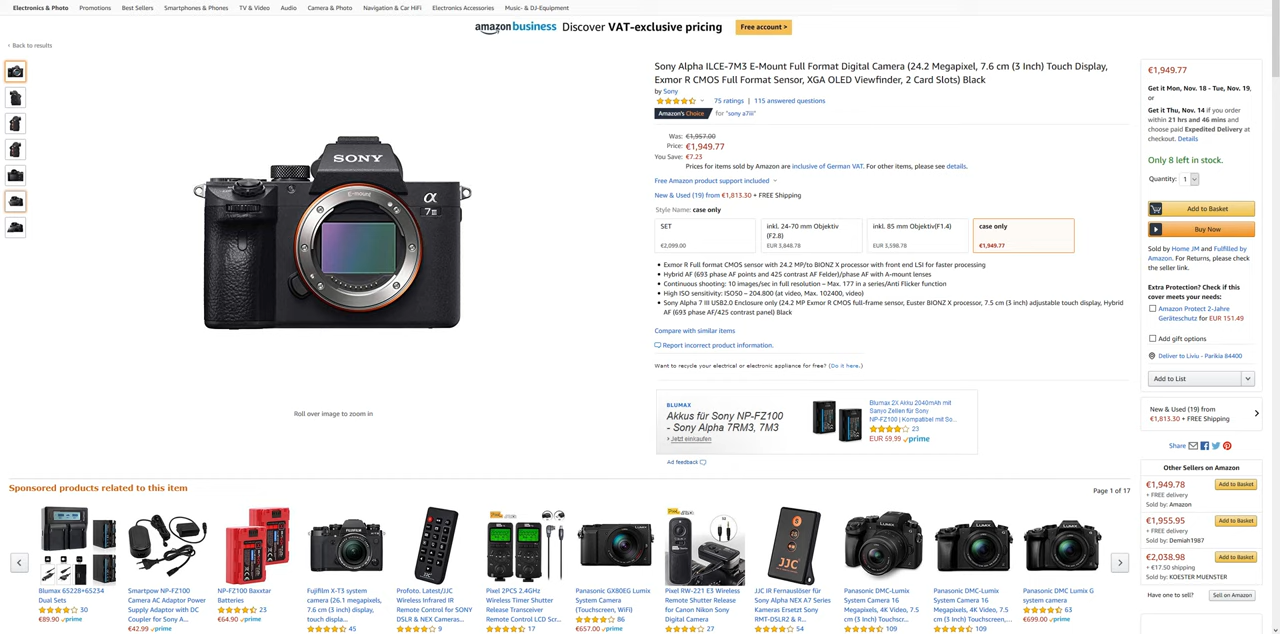 Electronics & Photo Promotions Best Sellers Smartphones & Phones TV & Video Audio Camera & Photo Navigation & Car HiFi Electronics Accessories Music- & DJ-Equipment
amazon business Discover VAT-exclusive pricing Free account >
‹ Back to results
SONY
E-mount
α
7III
Roll over image to zoom in
Sony Alpha ILCE-7M3 E-Mount Full Format Digital Camera (24.2 Megapixel, 7.6 cm (3 Inch) Touch Display,
Exmor R CMOS Full Format Sensor, XGA OLED Viewfinder, 2 Card Slots) Black
by Sony
75 ratings | 115 answered questions
Amazon's Choice for "sony a7iii"
Was: €1,957.00
Price: €1,949.77
You Save: €7.23
Prices for items sold by Amazon are inclusive of German VAT. For other items, please see details.
Free Amazon product support included
New & Used (19) from €1,813.30 + FREE Shipping
Style Name: case only
SET
€2,099.00
inkl. 24-70 mm Objektiv
(F2.8)
EUR 3,848.78
inkl. 85 mm Objektiv(F1.4)
EUR 3,598.78
case only
€1,949.77
• Exmor R Full format CMOS sensor with 24.2 MP/to BIONZ X processor with front end LSI for faster processing
• Hybrid AF (693 phase AF points and 425 contrast AF Felder)/phase AF with A-mount lenses
• Continuous shooting: 10 images/sec in full resolution – Max. 177 in a series/Anti Flicker function
• High ISO sensitivity: ISO50 – 204.800 (at video, Max. 102400, video)
• Sony Alpha 7 III USB2.0 Enclosure only (24.2 MP Exmor R CMOS full-frame sensor, Euster BIONZ X processor, 7.5 cm (3 inch) adjustable touch display, Hybrid
AF (693 phase AF/425 contrast panel) Black
Compare with similar items
Report incorrect product information.
Want to recycle your electrical or electronic appliance for free? (Do it here.)
BLUMAX
Akkus für Sony NP-FZ100
- Sony Alpha 7RM3, 7M3
› Jetzt einkaufen
Blumax 2X Akku 2040mAh mit
Sanyo Zellen für Sony
NP-FZ100 | Kompatibel mit So...
23
EUR 59,99 prime
Ad feedback
€1,949.77
Get it Mon, Nov. 18 - Tue, Nov. 19,
or
Get it Thu, Nov. 14 if you order
within 21 hrs and 46 mins and
choose paid Expedited Delivery at
checkout. Details
Only 8 left in stock.
Quantity: 1
Add to Basket
Buy Now
Sold by Home JM and Fulfilled by
Amazon. For Returns, please check
the seller link.
Extra Protection? Check if this
cover meets your needs:
Amazon Protect 2-Jahre
Geräteschutz for EUR 151.49
Add gift options
Deliver to Liviu - Parikia 84400
Add to List
New & Used (19) from
€1,813.30 + FREE Shipping
Share
Other Sellers on Amazon
€1,949.78 Add to Basket
+ FREE delivery
Sold by: Amazon
€1,955.95 Add to Basket
+ FREE delivery
Sold by: Demiah1987
€2,038.98 Add to Basket
+ €17.50 shipping
Sold by: KOESTER MUENSTER
Have one to sell? Sell on Amazon
Sponsored products related to this item
Page 1 of 17
Blumax 65228+65234
Dual Sets
30
€89.90 prime
Smartpow NP-FZ100
Camera AC Adaptor Power
Supply Adaptor with DC
Coupler for Sony A...
€42.99 prime
NP-FZ100 Baxxtar
Batteries
23
€64.90 prime
Fujifilm X-T3 system
camera (26.1 megapixels,
7.6 cm (3 inch) display,
touch displa...
45
Profoto. Latest/JJC
Wireless Infrared IR
Remote Control for SONY
DSLR & NEX Cameras...
9
Pixel 2PCS 2.4GHz
Wireless Timer Shutter
Release Transceiver
Remote Control LCD Scr...
17
Panasonic GX80EG Lumix
System Camera
(Touchscreen, WiFi)
86
€657.00 prime
Pixel RW-221 E3 Wireless
Remote Shutter Release
for Canon Nikon Sony
Digital Camera
27
JJC
JJC IR Fernauslöser für
Sony Alpha NEX A7 Series
Kameras Ersetzt Sony
RMT-DSLR2 & R...
54
Panasonic DMC-Lumix
System Camera 16
Megapixels, 4K Video, 7.5
cm (3 Inch) Touchscr...
109
Panasonic DMC-Lumix
System Camera 16
Megapixels, 4K Video, 7.5
cm (3 Inch) Touchscreen,...
109
Panasonic DMC Lumix G
system camera
63
€699.00 prime